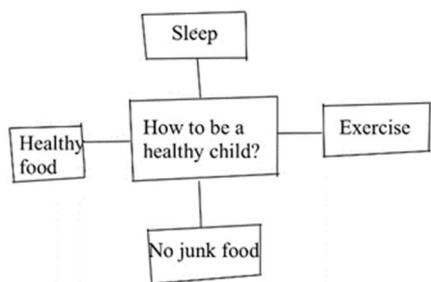 Sleep
How to be a
healthy child?
Healthy
food
Exercise
No junk food